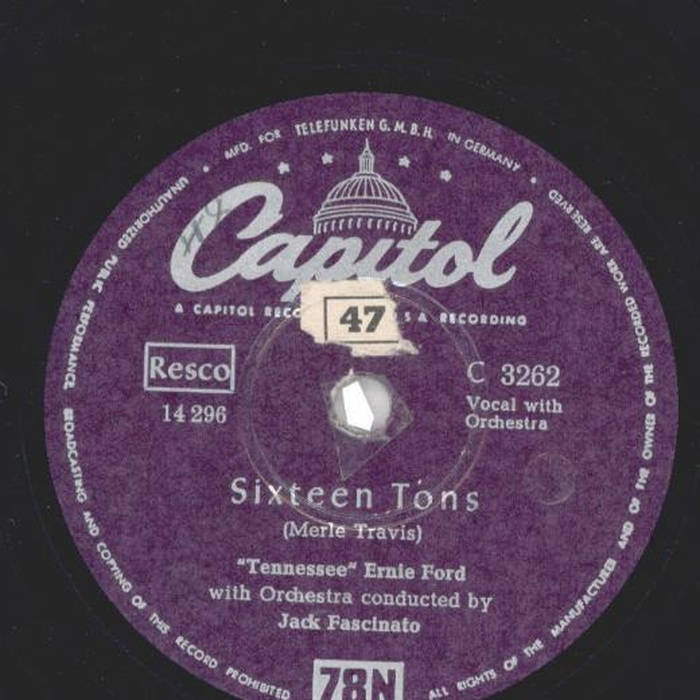 MFD. FOR TELEFUNKEN G.M.B.H. IN GERMANY
Capitol
A CAPITOL RECO
47
S A RECORDING
Resco
C 3262
14 296
Vocal with
Orchestra
Sixteen Tons
(Merle Travis)
"Tennessee" Ernie Ford
with Orchestra conducted by
Jack Fascinato
78N
ALL RIGHTS OF THE MANUFACTURER AND OF THE OWNER OF THE RECORDED WORK ARE RESERVED
UNAUTHORIZED PUBLIC PERFORMANCE, BROADCASTING AND COPYING OF THIS RECORD PROHIBITED